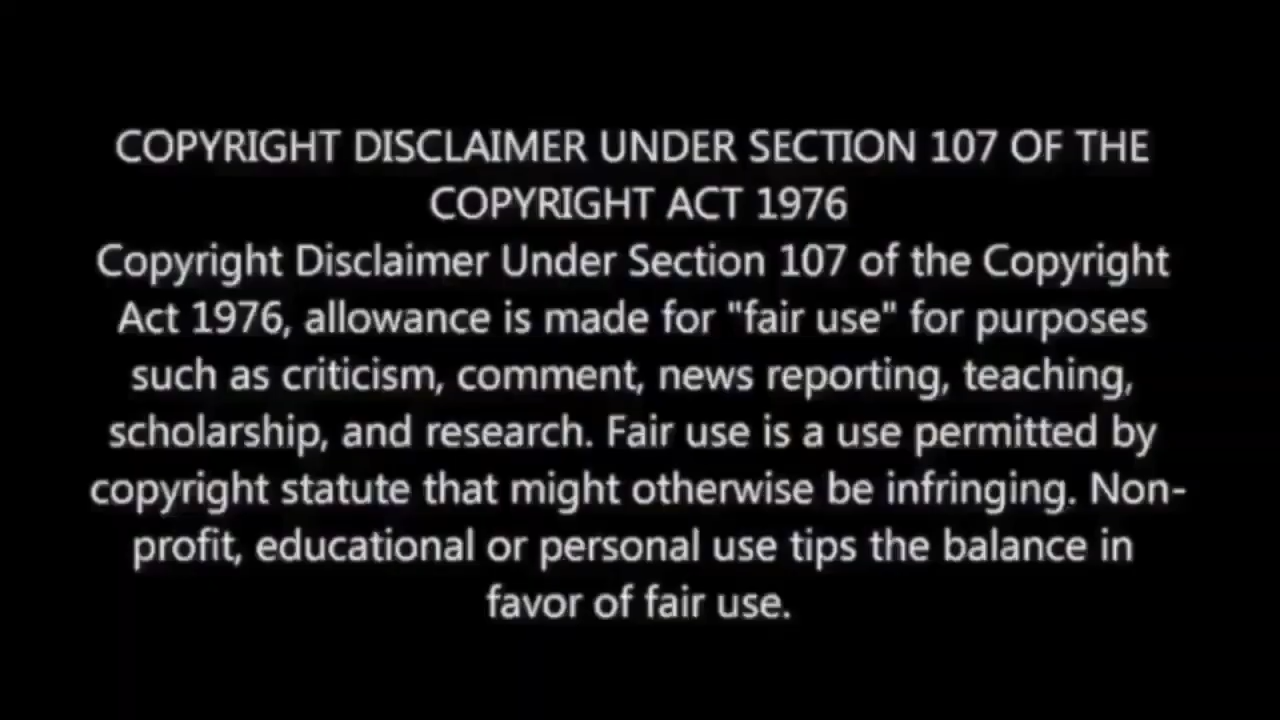 COPYRIGHT DISCLAIMER UNDER SECTION 107 OF THE
COPYRIGHT ACT 1976
Copyright Disclaimer Under Section 107 of the Copyright
Act 1976, allowance is made for "fair use" for purposes
such as criticism, comment, news reporting, teaching,
scholarship, and research. Fair use is a use permitted by
copyright statute that might otherwise be infringing. Non-
profit, educational or personal use tips the balance in
favor of fair use.